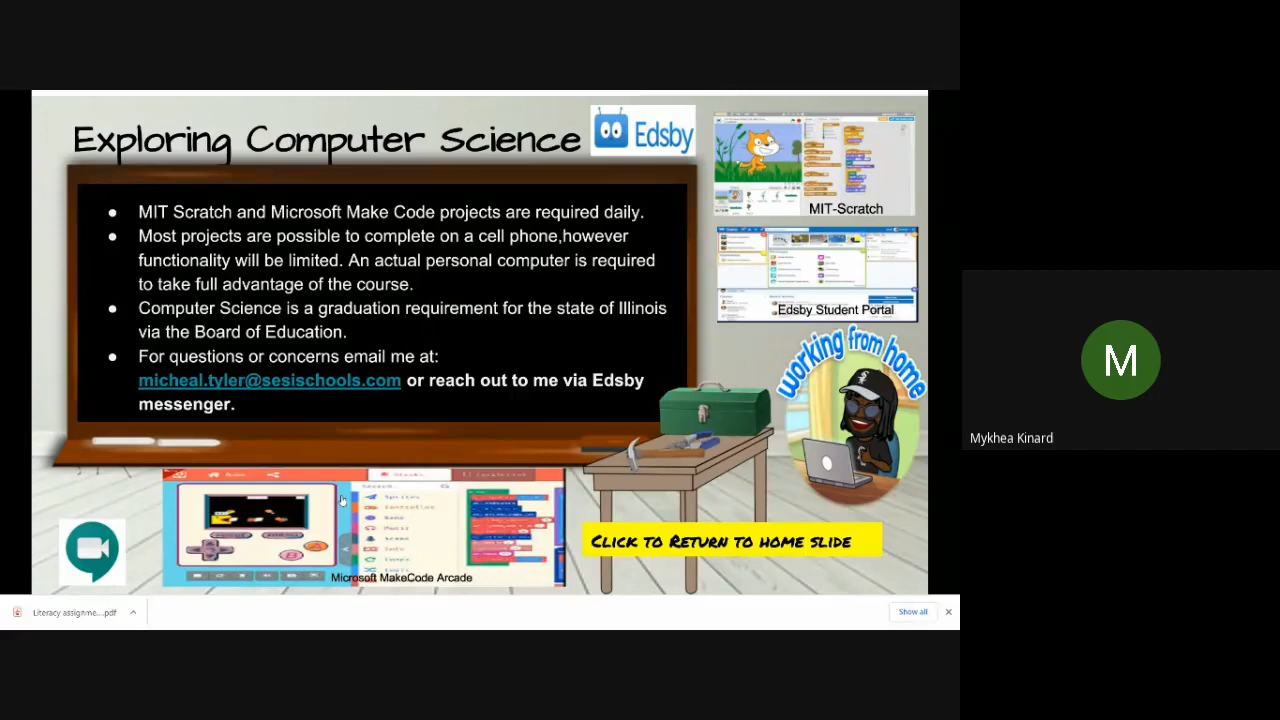 Exploring Computer Science
Edsby
MIT Scratch and Microsoft Make Code projects are required daily.
Most projects are possible to complete on a cell phone,however
functionality will be limited. An actual personal computer is required
to take full advantage of the course.
Computer Science is a graduation requirement for the state of Illinois
via the Board of Education.
For questions or concerns email me at:
micheal.tyler@sesischools.com or reach out to me via Edsby
messenger.
MIT-Scratch
Edsby Student Portal
working from home
Microsoft MakeCode Arcade
Click to Return to home slide
M
Mykhea Kinard
Literacy assignme....pdf
Show all